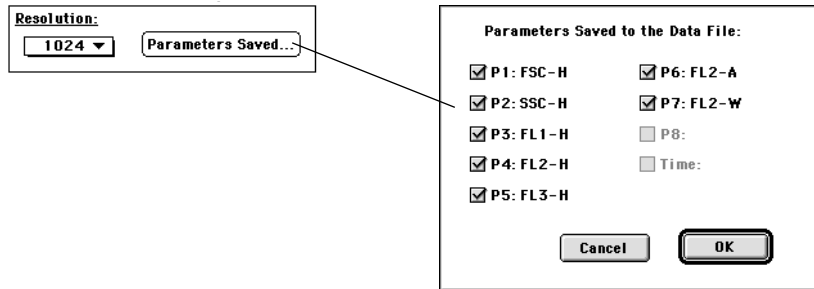 Resolution:
1024
Parameters Saved...
Parameters Saved to the Data File:
P1: FSC-H
P2: SSC-H
P3: FL1-H
P4: FL2-H
P5: FL3-H
P6: FL2-A
P7: FL2-W
P8:
Time:
Cancel
OK